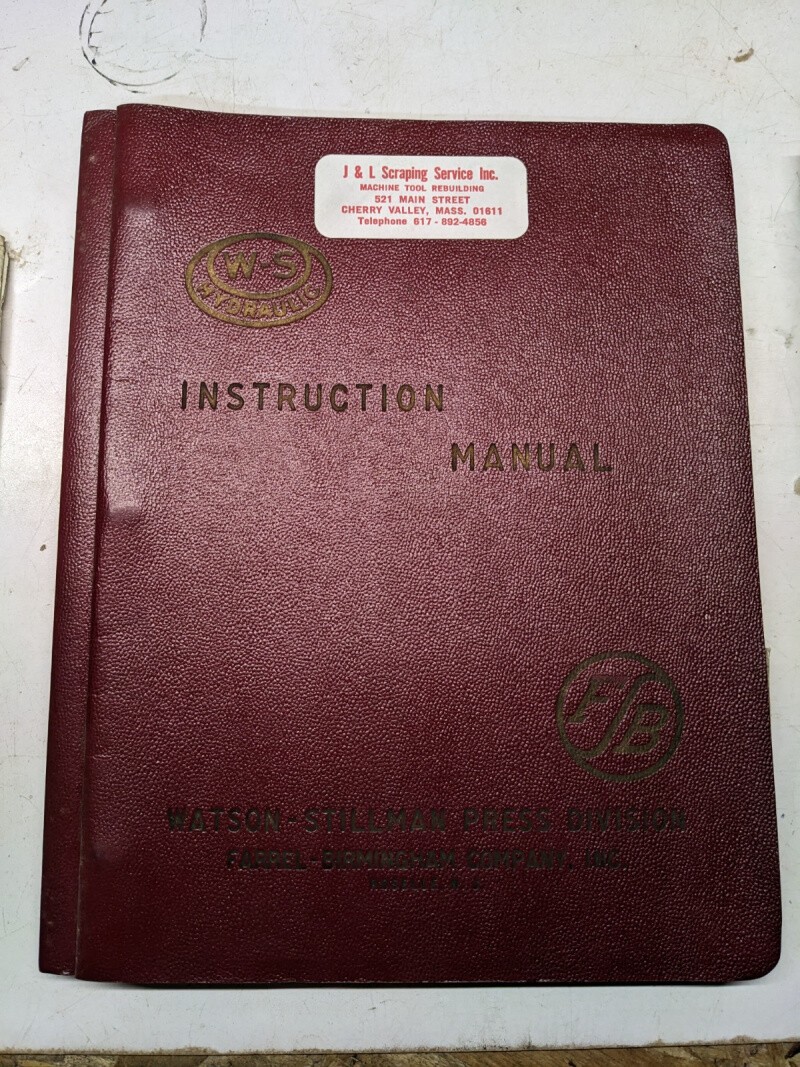 J & L Scraping Service Inc.
MACHINE TOOL REBUILDING
521 MAIN STREET
CHERRY VALLEY, MASS. 01611
Telephone 617 - 892-4856
W-S
HYDRAULIC
INSTRUCTION
MANUAL
F/B
WATSON-STILLMAN PRESS DIVISION
FARREL-BIRMINGHAM COMPANY, INC.
ROSELLE, N. J.